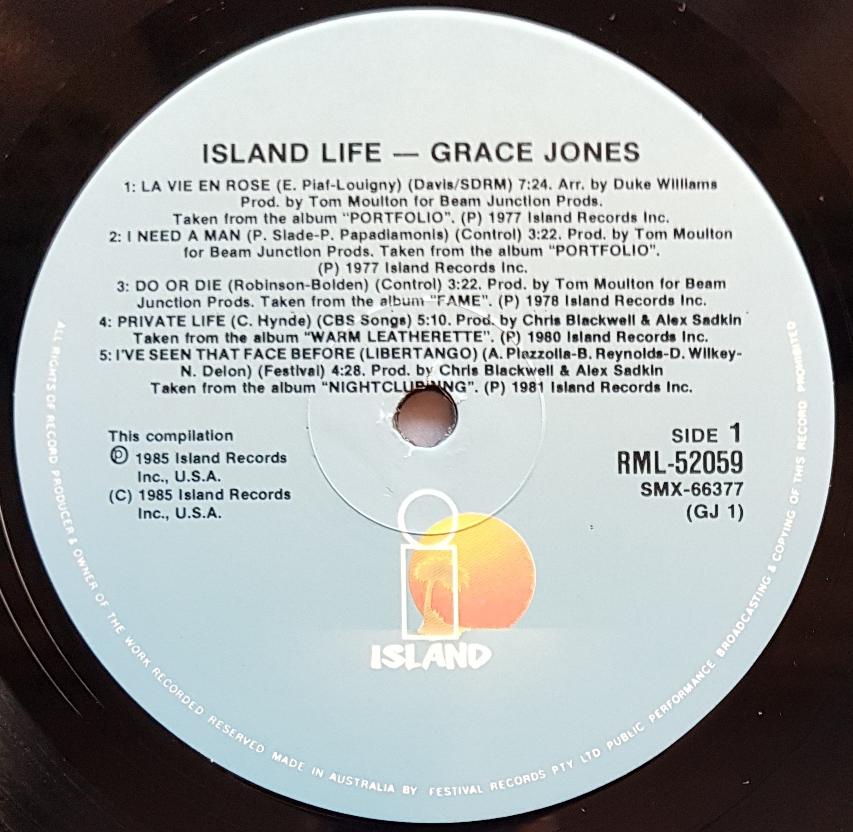 ISLAND LIFE — GRACE JONES
1: LA VIE EN ROSE (E. Piaf-Louigny) (Davis/SDRM) 7:24. Arr. by Duke Williams
Prod. by Tom Moulton for Beam Junction Prods.
Taken from the album "PORTFOLIO". (P) 1977 Island Records Inc.
2: I NEED A MAN (P. Slade-P. Papadiamonis) (Control) 3:22. Prod. by Tom Moulton
for Beam Junction Prods. Taken from the album "PORTFOLIO".
(P) 1977 Island Records Inc.
3: DO OR DIE (Robinson-Bolden) (Control) 3:22. Prod. by Tom Moulton for Beam
Junction Prods. Taken from the album "FAME". (P) 1978 Island Records Inc.
4: PRIVATE LIFE (C. Hynde) (CBS Songs) 5:10. Prod. by Chris Blackwell & Alex Sadkin
Taken from the album "WARM LEATHERETTE". (P) 1980 Island Records Inc.
5: I'VE SEEN THAT FACE BEFORE (LIBERTANGO) (A. Piazzolla-B. Reynolds-D. Wilkey-
N. Delon) (Festival) 4:28. Prod. by Chris Blackwell & Alex Sadkin
Taken from the album "NIGHTCLUBBING". (P) 1981 Island Records Inc.
This compilation
℗ 1985 Island Records
Inc., U.S.A.
(C) 1985 Island Records
Inc., U.S.A.
SIDE 1
RML-52059
SMX-66377
(GJ 1)
ISLAND
ALL RIGHTS OF RECORD PRODUCER & OWNER OF THE WORK RECORDED RESERVED MADE IN AUSTRALIA BY FESTIVAL RECORDS PTY LTD PUBLIC PERFORMANCE BROADCASTING & COPYING OF THIS RECORD PROHIBITED